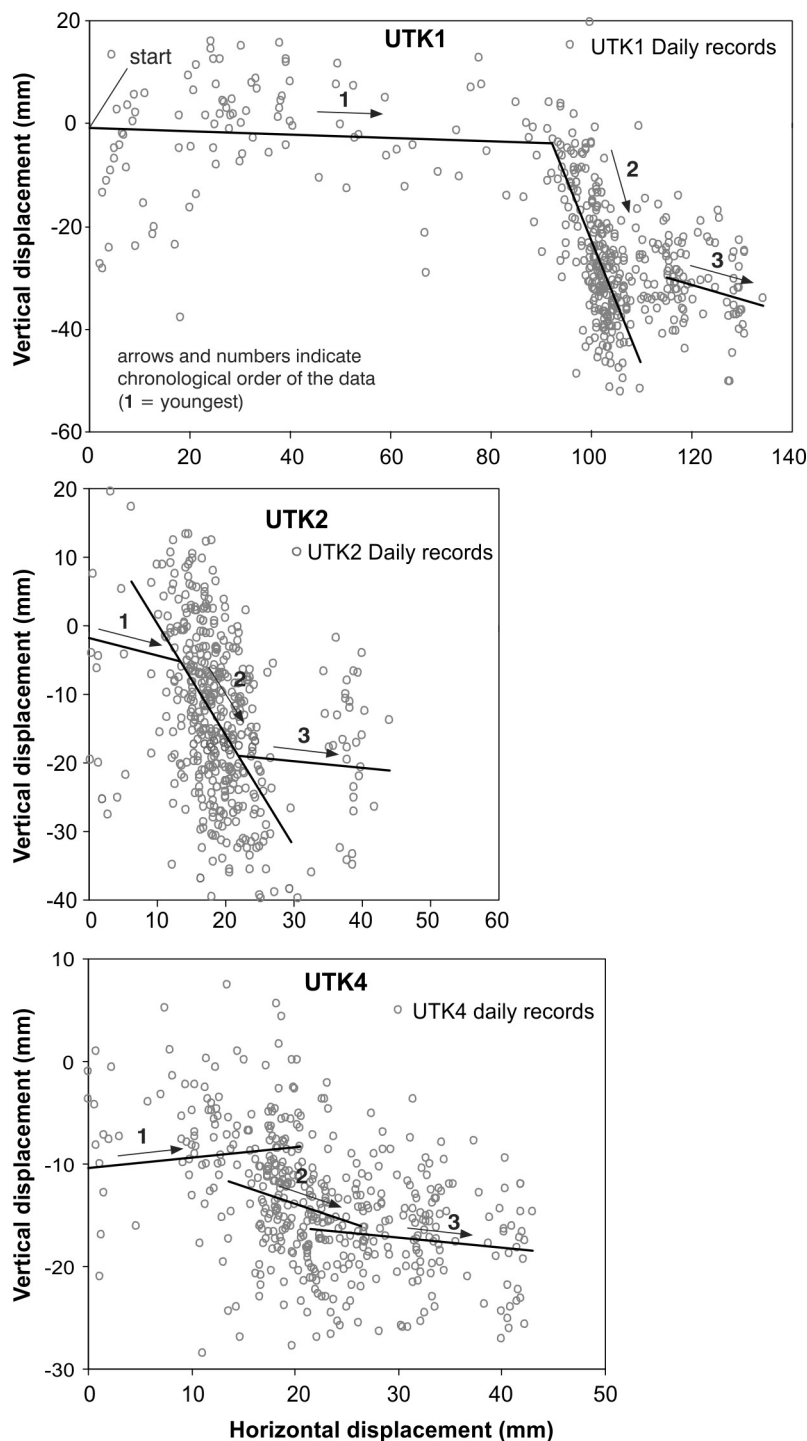 UTK1
UTK1 Daily records
start
1
2
3
arrows and numbers indicate
chronological order of the data
(1 = youngest)
Vertical displacement (mm)
20
0
-20
-40
-60
0 20 40 60 80 100 120 140
UTK2
UTK2 Daily records
1
2
3
Vertical displacement (mm)
20
10
0
-10
-20
-30
-40
0 10 20 30 40 50 60
UTK4
UTK4 daily records
1
2
3
Vertical displacement (mm)
10
0
-10
-20
-30
0 10 20 30 40 50
Horizontal displacement (mm)